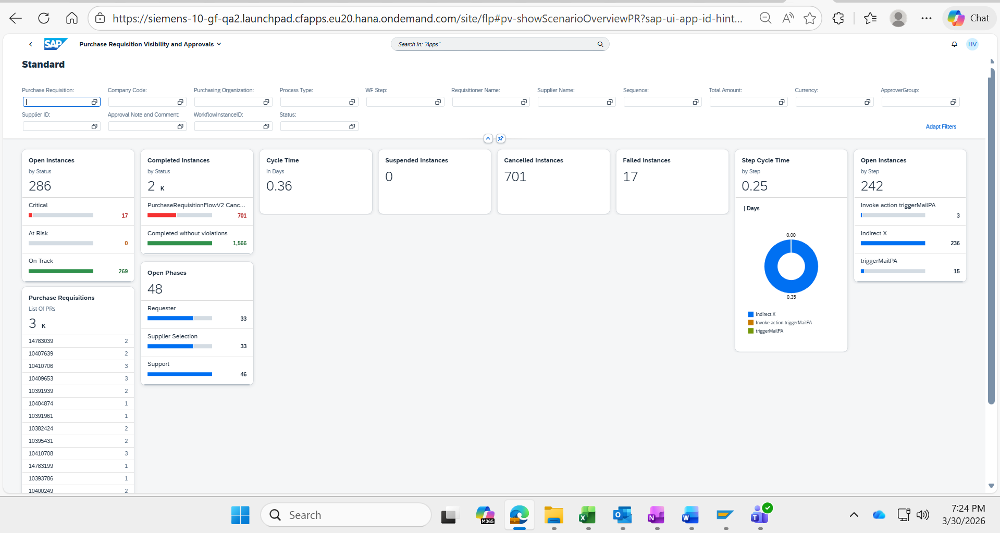 https://siemens-10-gf-qa2.launchpad.cfapps.eu20.hana.ondemand.com/site/flp#pv-showScenarioOverviewPR?sap-ui-app-id-hint...
Chat
SAP
Purchase Requisition Visibility and Approvals
Search In: "Apps"
HV
Standard
Purchase Requisition:
Company Code:
Purchasing Organization:
Process Type:
WF Step:
Requisitioner Name:
Supplier Name:
Sequence:
Total Amount:
Currency:
ApproverGroup:
Supplier ID:
Approval Note and Comment:
WorkflowInstanceID:
Status:
Adapt Filters
Open Instances
by Status
286
Critical
17
At Risk
0
On Track
269
Purchase Requisitions
List Of PRs
3 K
14783039 2
10407639 2
10410706 3
10409653 3
10391939 2
10404874 1
10391961 1
10382424 2
10395431 2
10410708 3
14783199 1
10393786 1
10400249 2
Completed Instances
by Status
2 K
PurchaseRequisitionFlowV2 Canc...
701
Completed without violations
1,566
Open Phases
48
Requester
33
Supplier Selection
33
Support
46
Cycle Time
in Days
0.36
Suspended Instances
0
Cancelled Instances
701
Failed Instances
17
Step Cycle Time
by Step
0.25
| Days
0.00
0.35
Indirect X
Invoke action triggerMailPA
triggerMailPA
Open Instances
by Step
242
Invoke action triggerMailPA
3
Indirect X
236
triggerMailPA
15
Search
M365
7:24 PM
3/30/2026